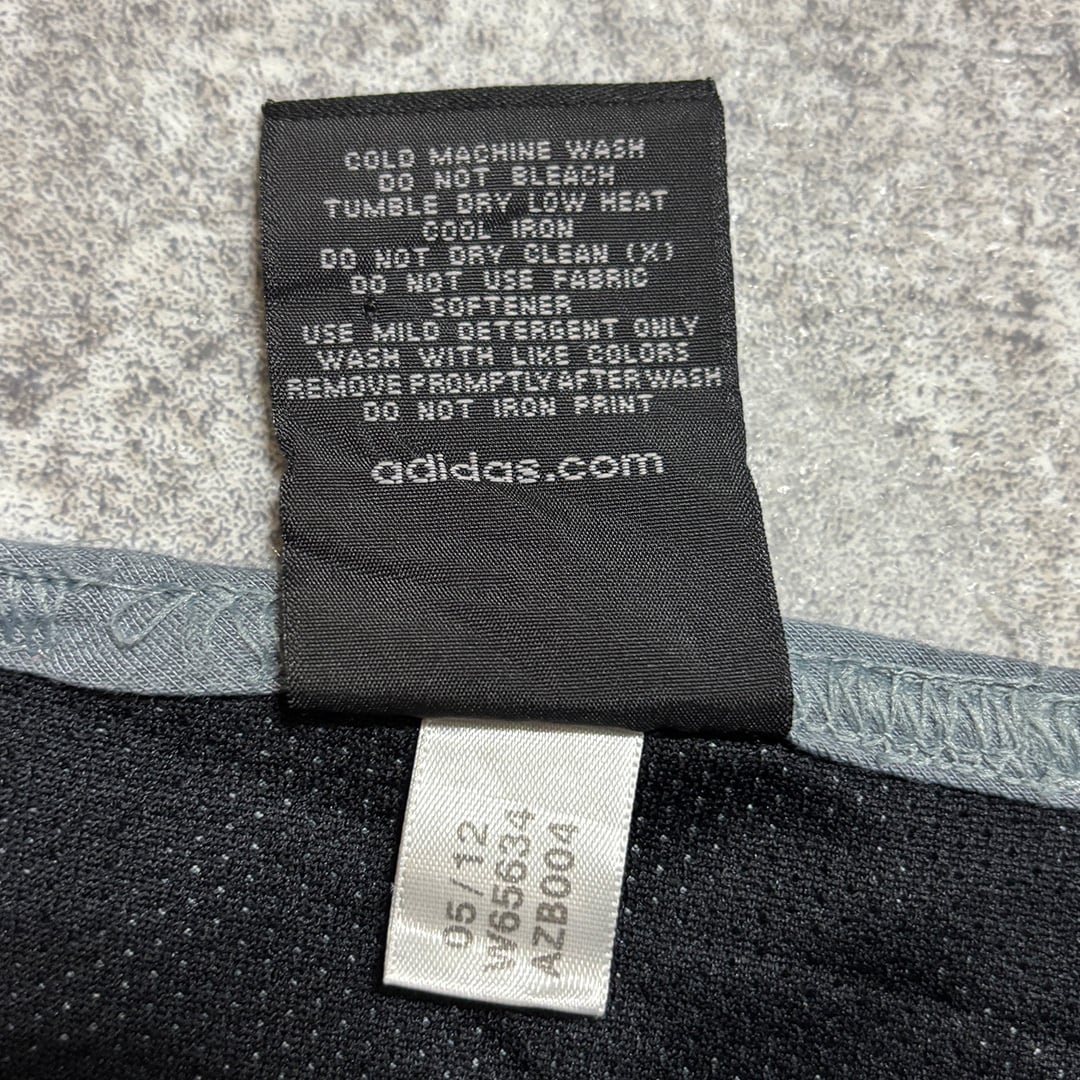 COLD MACHINE WASH
DO NOT BLEACH
TUMBLE DRY LOW HEAT
COOL IRON
DO NOT DRY CLEAN (X)
DO NOT USE FABRIC
SOFTENER
USE MILD DETERGENT ONLY
WASH WITH LIKE COLORS
REMOVE PROMPTLY AFTER WASH
DO NOT IRON PRINT
adidas.com
05/12
W65634
AZB004